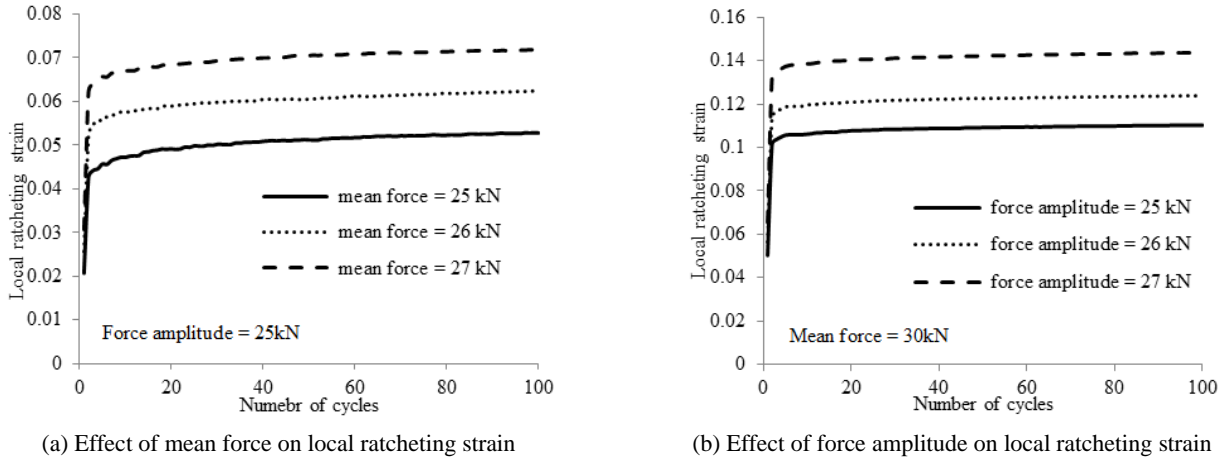 0.08
0.07
0.06
0.05
0.04
0.03
0.02
0.01
0
Local ratcheting strain
mean force = 25 kN
mean force = 26 kN
mean force = 27 kN
Force amplitude = 25kN
0 20 40 60 80 100
Numebr of cycles
(a) Effect of mean force on local ratcheting strain
0.16
0.14
0.12
0.1
0.08
0.06
0.04
0.02
0
Local ratcheting strain
force amplitude = 25 kN
force amplitude = 26 kN
force amplitude = 27 kN
Mean force = 30kN
0 20 40 60 80 100
Number of cycles
(b) Effect of force amplitude on local ratcheting strain